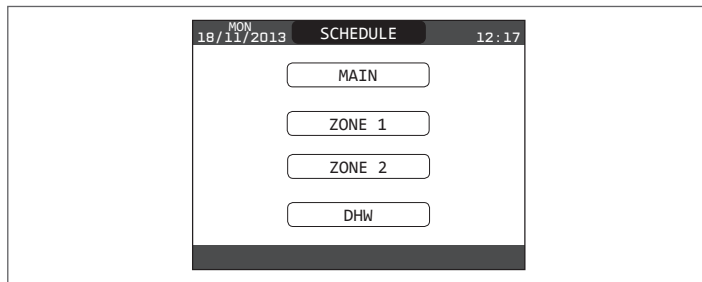 MON
18/11/2013 SCHEDULE 12:17
MAIN
ZONE 1
ZONE 2
DHW